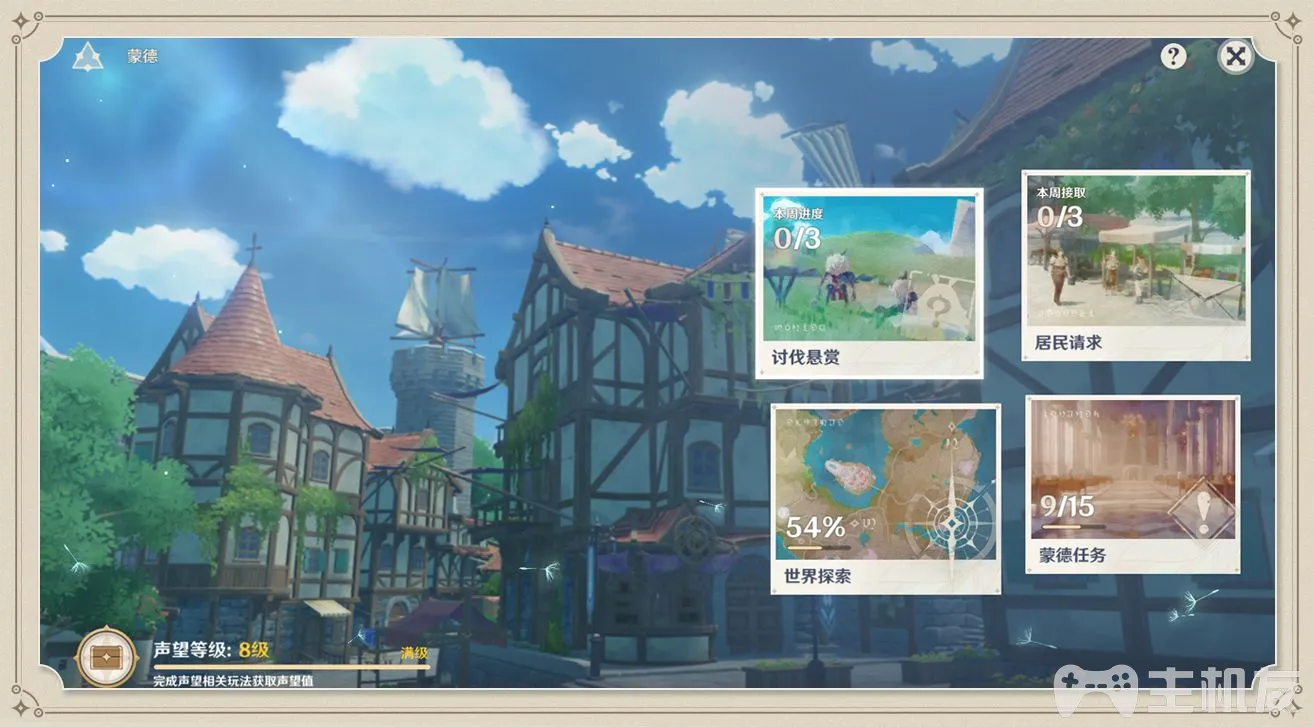 蒙德
?
本周进度
0/3
讨伐悬赏
本周接取
0/3
居民请求
54%
世界探索
9/15
蒙德任务
声望等级: 8级
满级
完成声望相关玩法获取声望值
主机友